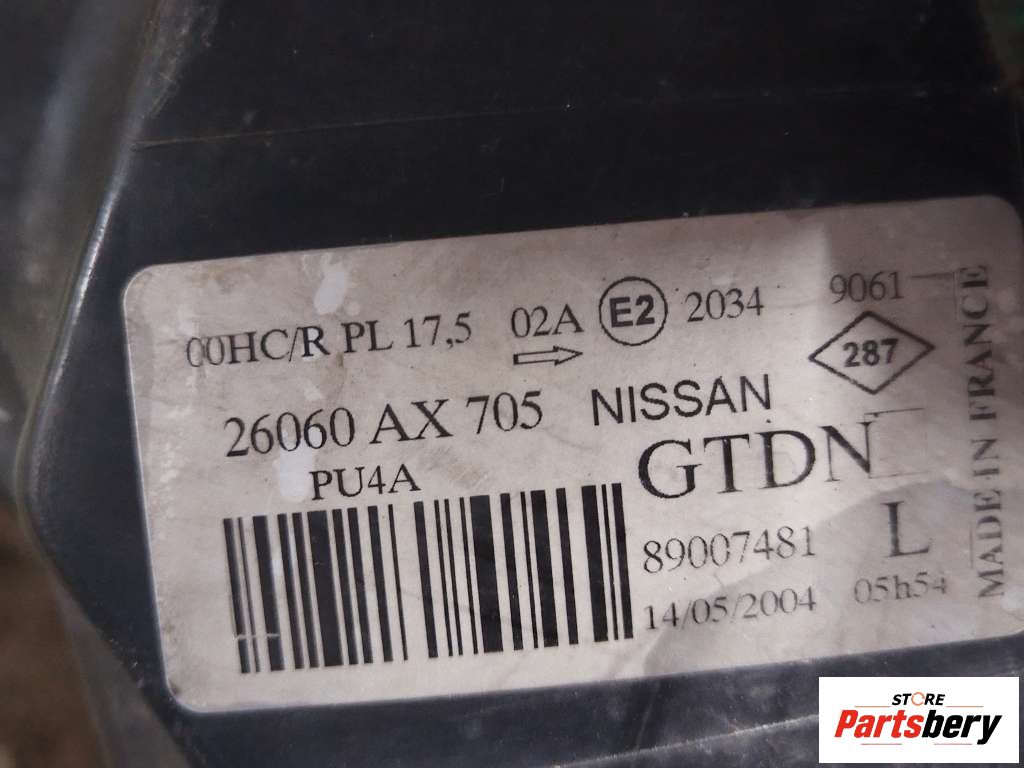 00HC/R PL 17,5 02A E2 2034 9061
287
26060 AX 705 NISSAN
PU4A GTDN
89007481 L
14/05/2004 05h54
MADE IN FRANCE
STORE
Partsbery